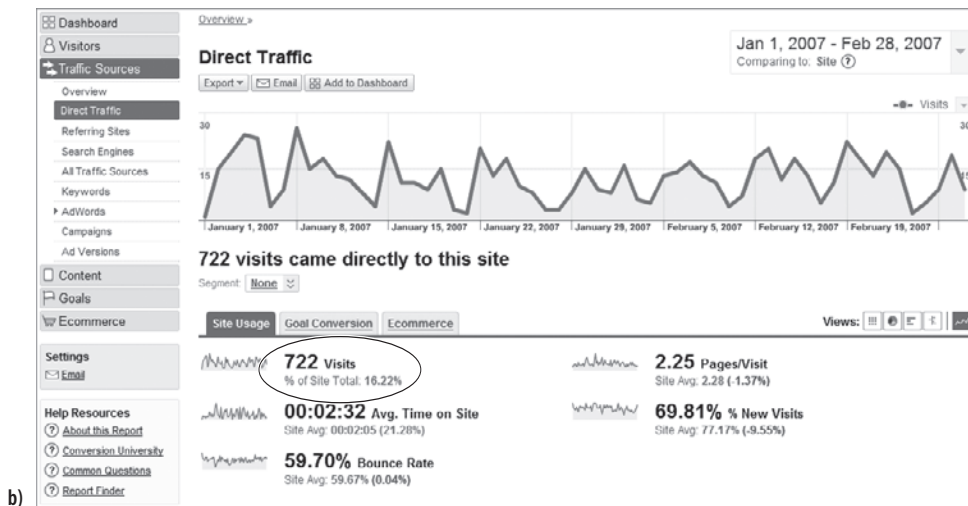 Dashboard
Visitors
Traffic Sources
Overview
Direct Traffic
Referring Sites
Search Engines
All Traffic Sources
Keywords
AdWords
Campaigns
Ad Versions
Content
Goals
Ecommerce
Settings
Email
Help Resources
? About this Report
? Conversion University
? Common Questions
? Report Finder
b)
Overview »
Direct Traffic
Jan 1, 2007 - Feb 28, 2007
Comparing to: Site ?
Export Email Add to Dashboard
Visits
30 30
15 15
January 1, 2007 January 8, 2007 January 15, 2007 January 22, 2007 January 29, 2007 February 5, 2007 February 12, 2007 February 19, 2007
722 visits came directly to this site
Segment: None
Site Usage Goal Conversion Ecommerce Views:
722 Visits
% of Site Total: 16.22%
2.25 Pages/Visit
Site Avg: 2.28 (-1.37%)
00:02:32 Avg. Time on Site
Site Avg: 00:02:05 (21.28%)
69.81% % New Visits
Site Avg: 77.17% (-9.55%)
59.70% Bounce Rate
Site Avg: 59.67% (0.04%)